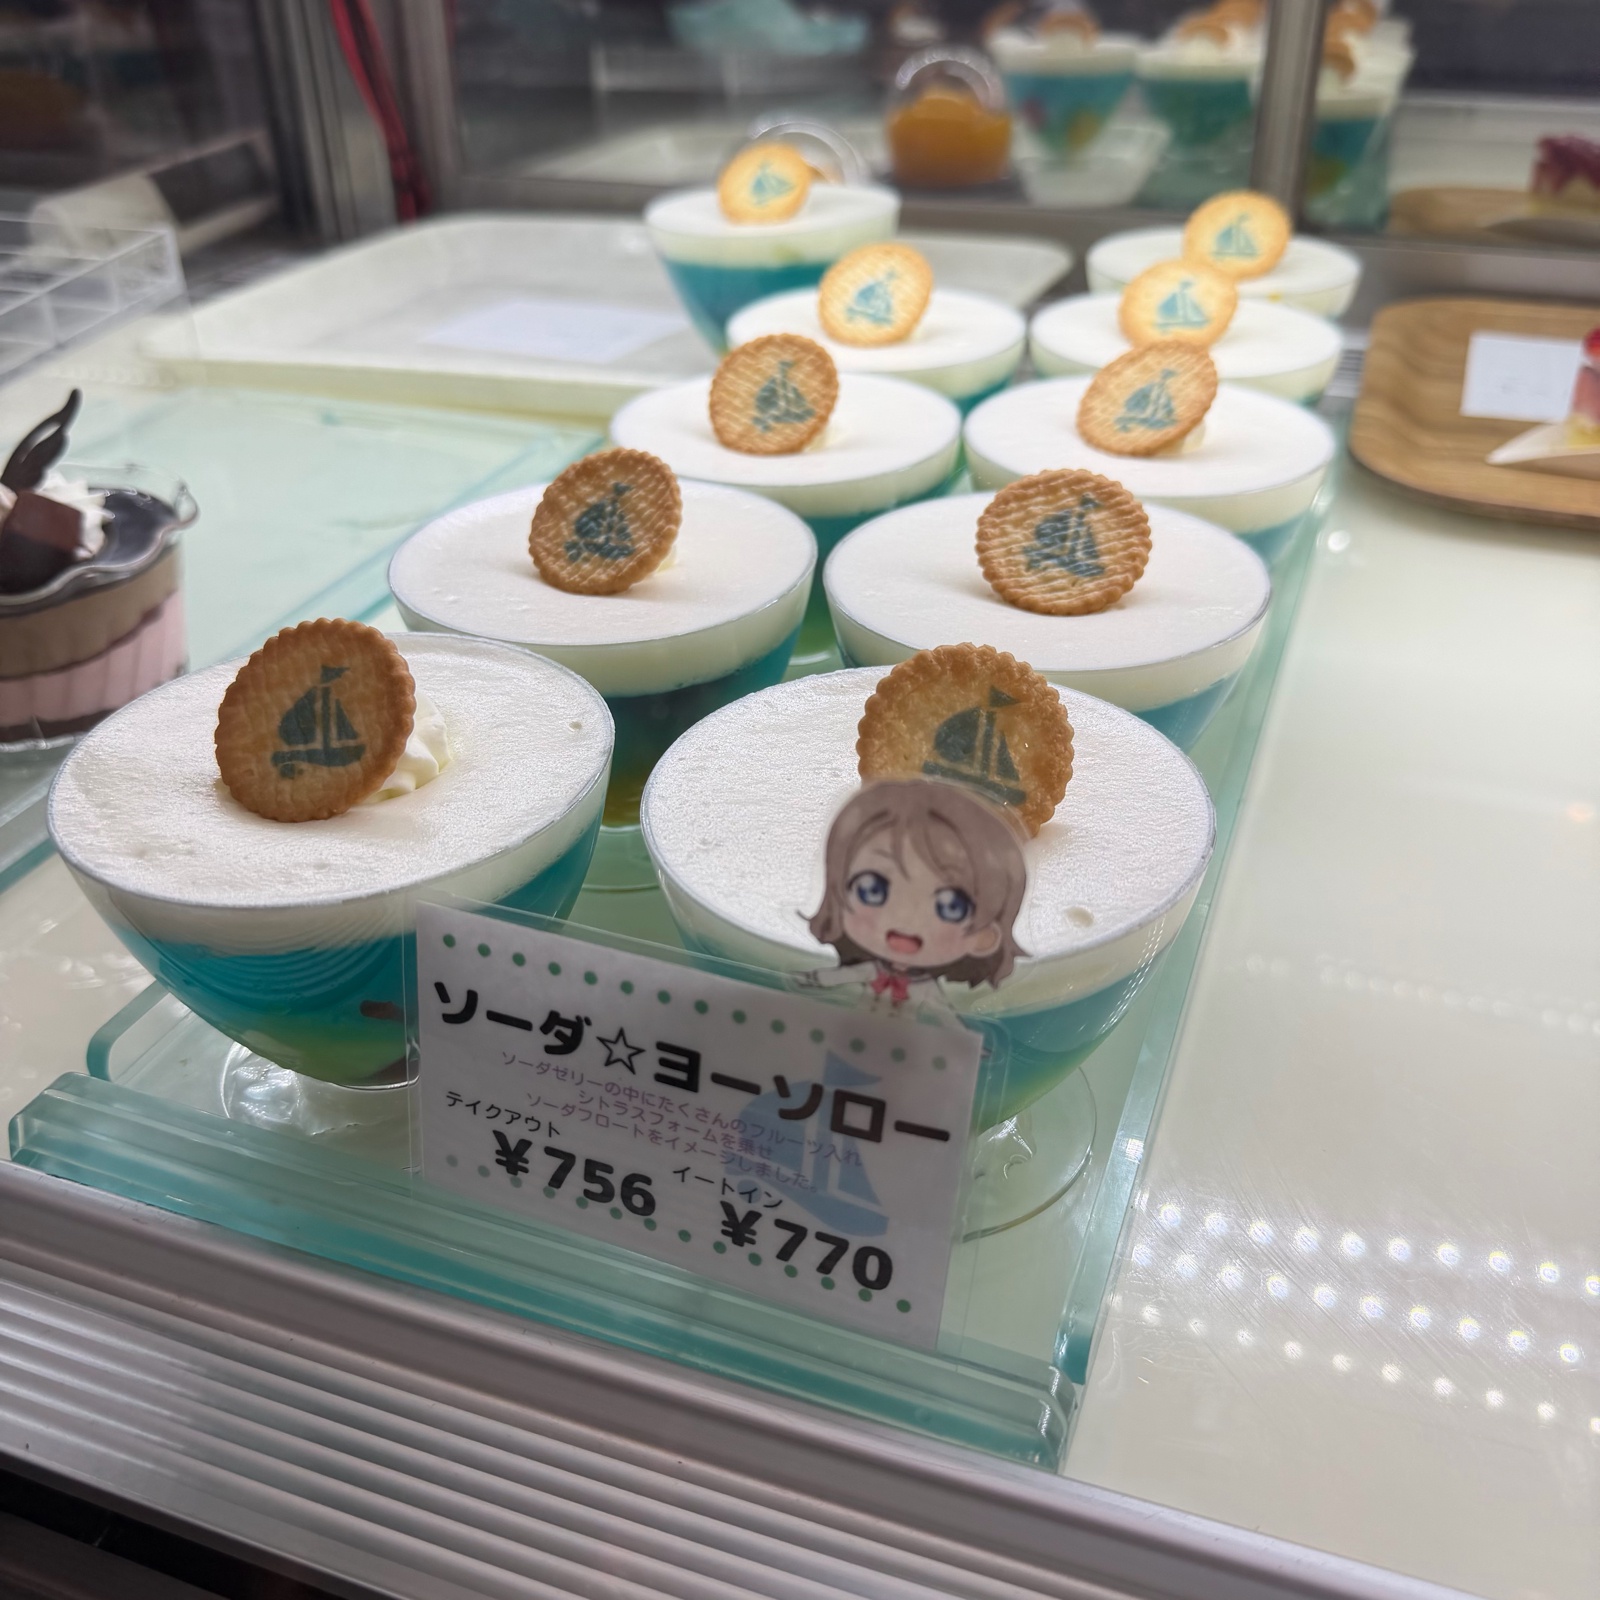 ソーダ☆ヨーソロー
ソーダゼリーの中にたくさんのフルーツ入れ
シトラスフォームを乗せ
ソーダフロートをイメージしました。
テイクアウト
￥756
イートイン
￥770